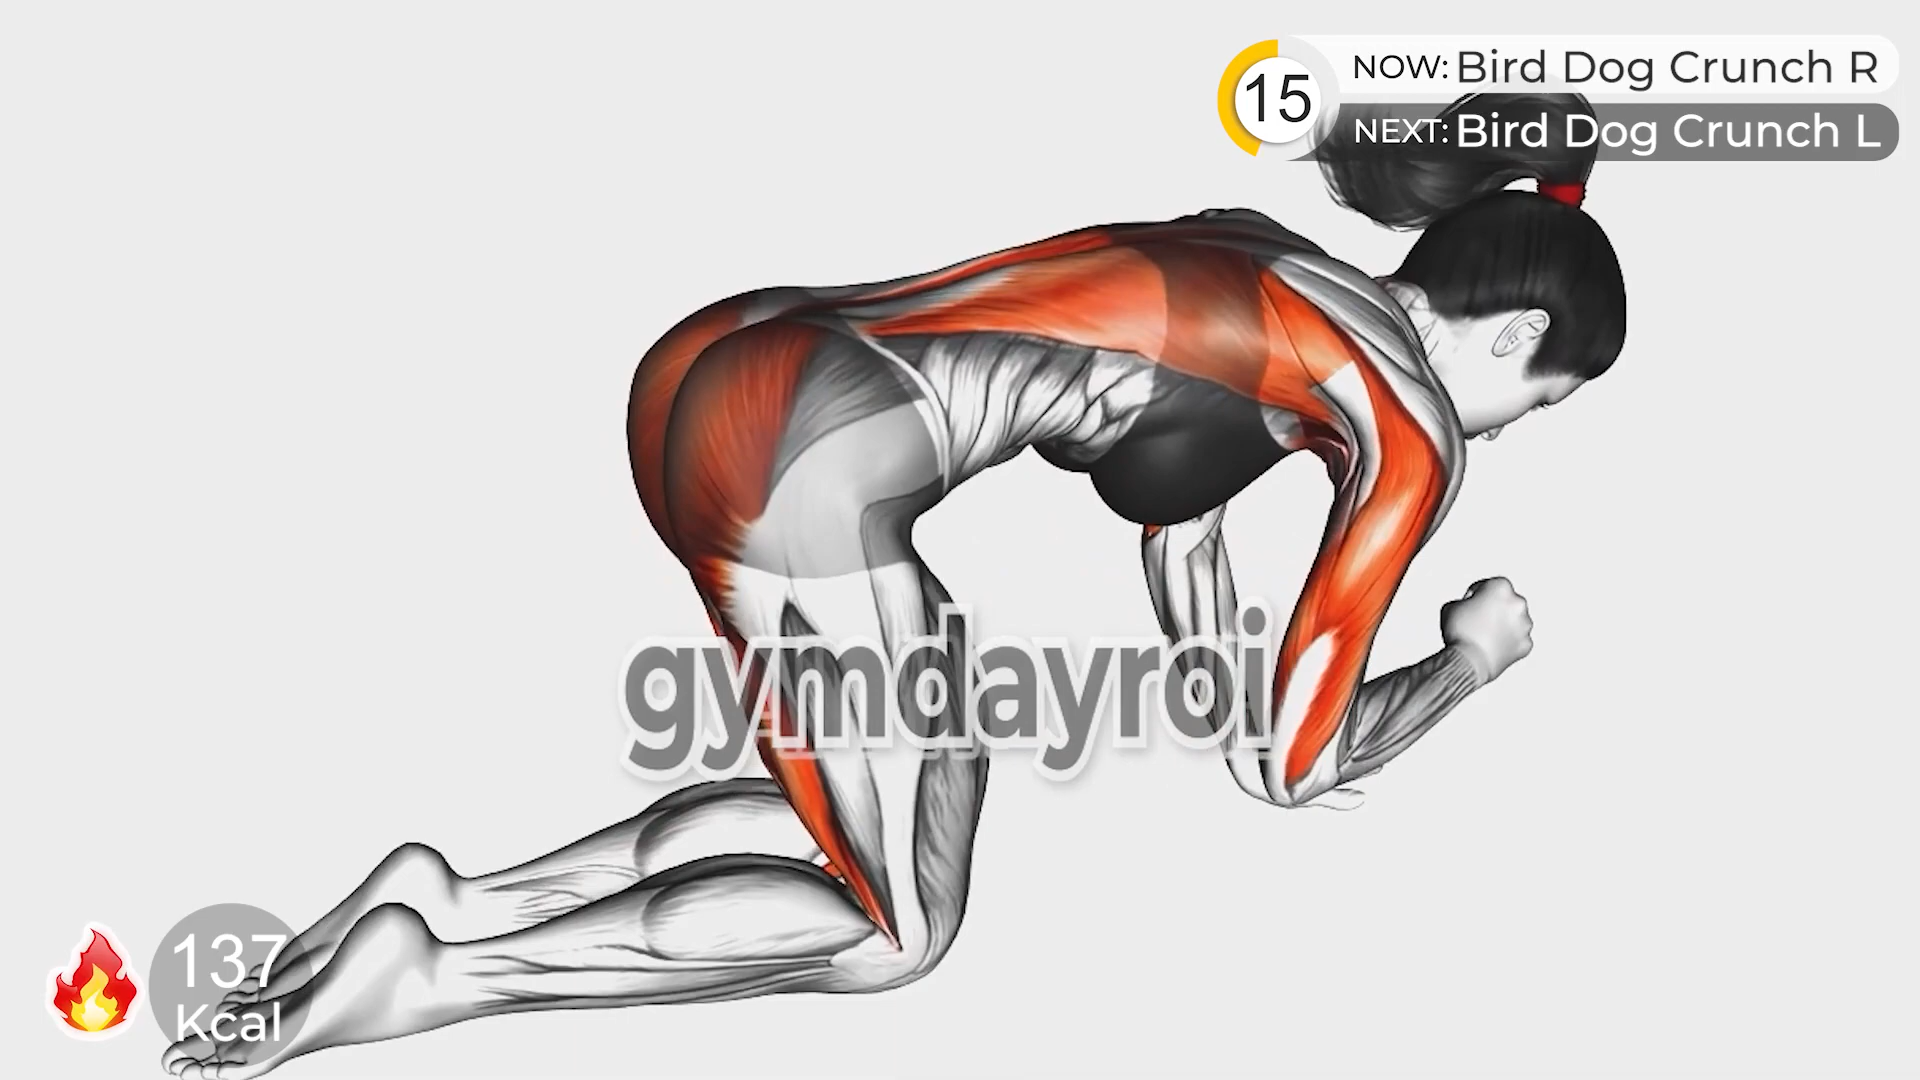 15
NOW: Bird Dog Crunch R
NEXT: Bird Dog Crunch L
gymdayroi
137
Kcal